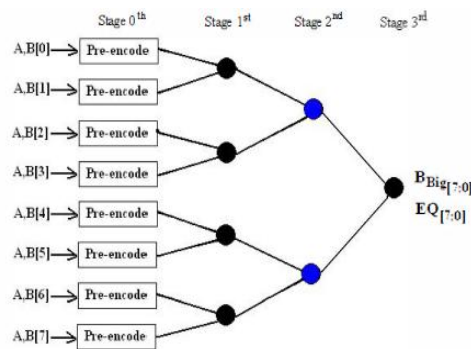 Stage 0th Stage 1st Stage 2nd Stage 3rd
A,B[0] Pre-encode
A,B[1] Pre-encode
A,B[2] Pre-encode
A,B[3] Pre-encode
A,B[4] Pre-encode
A,B[5] Pre-encode
A,B[6] Pre-encode
A,B[7] Pre-encode
BBig[7:0]
EQ[7:0]